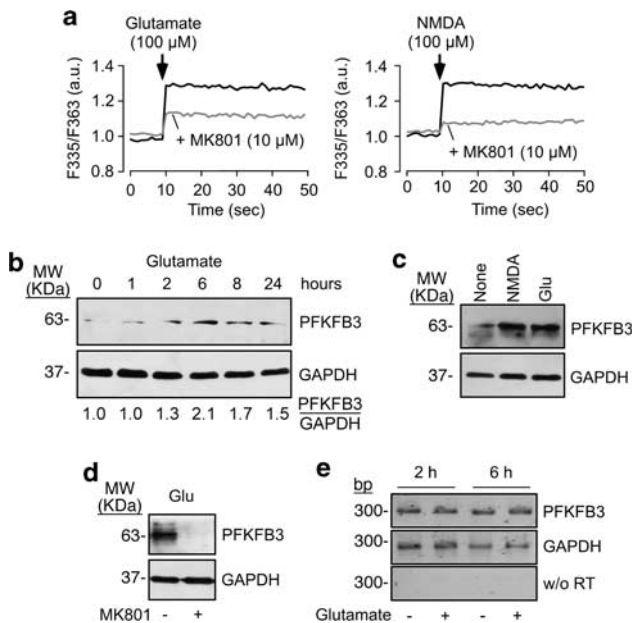 a
Glutamate
(100 µM)
F335/F363 (a.u.)
1.4
1.2
1.0
0.8
+ MK801 (10 µM)
0 10 20 30 40 50
Time (sec)
NMDA
(100 µM)
F335/F363 (a.u.)
1.4
1.2
1.0
0.8
+ MK801 (10 µM)
0 10 20 30 40 50
Time (sec)
b
Glutamate
MW
(KDa)
0 1 2 6 8 24 hours
63- PFKFB3
37- GAPDH
1.0 1.0 1.3 2.1 1.7 1.5 PFKFB3
GAPDH
c
MW
(KDa)
None NMDA Glu
63- PFKFB3
37- GAPDH
d
MW
(KDa)
Glu
63- PFKFB3
37- GAPDH
MK801 - +
e
2 h 6 h
bp
300- PFKFB3
300- GAPDH
300- w/o RT
Glutamate - + - +